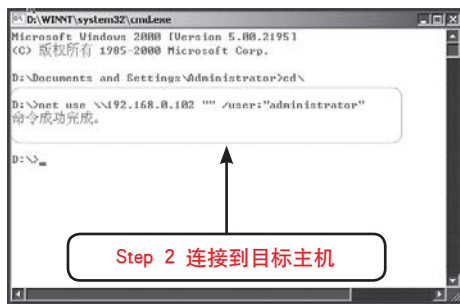 D:\WINNT\system32\cmd.exe
Microsoft Windows 2000 [Version 5.00.2195]
(C) 版权所有 1985-2000 Microsoft Corp.
D:\Documents and Settings\Administrator>cd\
D:\>net use \\192.168.0.102 "" /user:"administrator"
命令成功完成。
D:\>_
Step 2 连接到目标主机